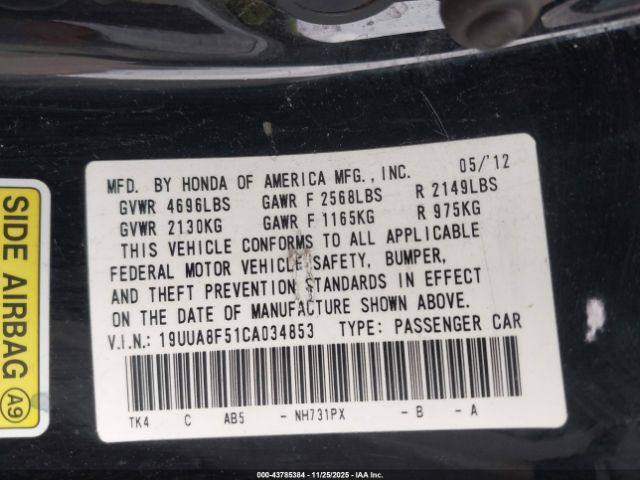 MFD. BY HONDA OF AMERICA MFG., INC. 05/'12
GVWR 4696LBS GAWR F 2568LBS R 2149LBS
GVWR 2130KG GAWR F 1165KG R 975KG
THIS VEHICLE CONFORMS TO ALL APPLICABLE
FEDERAL MOTOR VEHICLE SAFETY, BUMPER,
AND THEFT PREVENTION STANDARDS IN EFFECT
ON THE DATE OF MANUFACTURE SHOWN ABOVE.
V.I.N.: 19UUA8F51CA034853 TYPE: PASSENGER CAR
TK4 C AB5 - NH731PX - B - A
SIDE AIRBAG A9
000-43785384 - 11/25/2025 - IAA Inc.